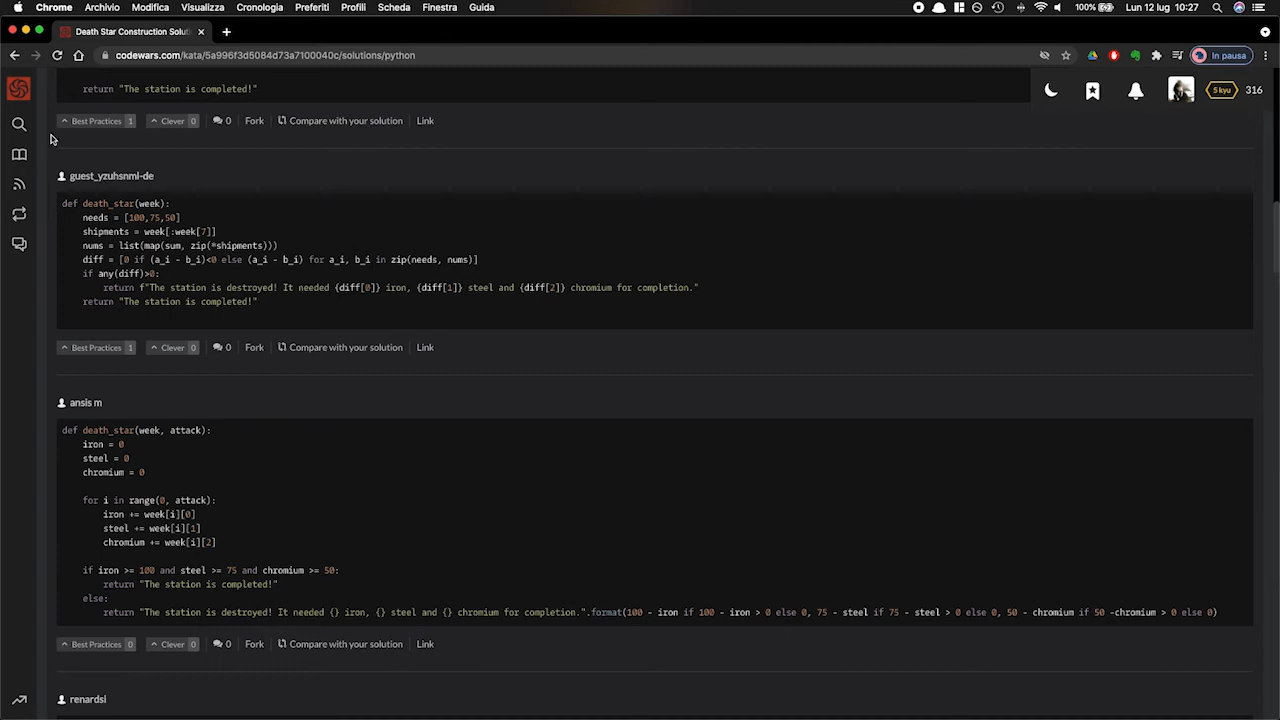 Chrome Archivio Modifica Visualizza Cronologia Preferiti Profili Scheda Finestra Guida 100% Lun 12 lug 10:27
Death Star Construction Soluti
codewars.com/kata/5a996f3d5084d73a7100040c/solutions/python In pausa
return "The station is completed!"
5 kyu 316
Best Practices 1 Clever 0 0 Fork Compare with your solution Link
guest_yzuhsnml-de
def death_star(week):
needs = [100,75,50]
shipments = week[:week[7]]
nums = list(map(sum, zip(*shipments)))
diff = [0 if (a_i - b_i)<0 else (a_i - b_i) for a_i, b_i in zip(needs, nums)]
if any(diff)>0:
return f"The station is destroyed! It needed {diff[0]} iron, {diff[1]} steel and {diff[2]} chromium for completion."
return "The station is completed!"
Best Practices 1 Clever 0 0 Fork Compare with your solution Link
ansis m
def death_star(week, attack):
iron = 0
steel = 0
chromium = 0
for i in range(0, attack):
iron += week[i][0]
steel += week[i][1]
chromium += week[i][2]
if iron >= 100 and steel >= 75 and chromium >= 50:
return "The station is completed!"
else:
return "The station is destroyed! It needed {} iron, {} steel and {} chromium for completion.".format(100 - iron if 100 - iron > 0 else 0, 75 - steel if 75 - steel > 0 else 0, 50 - chromium if 50 -chromium > 0 else 0)
Best Practices 0 Clever 0 0 Fork Compare with your solution Link
renardsi